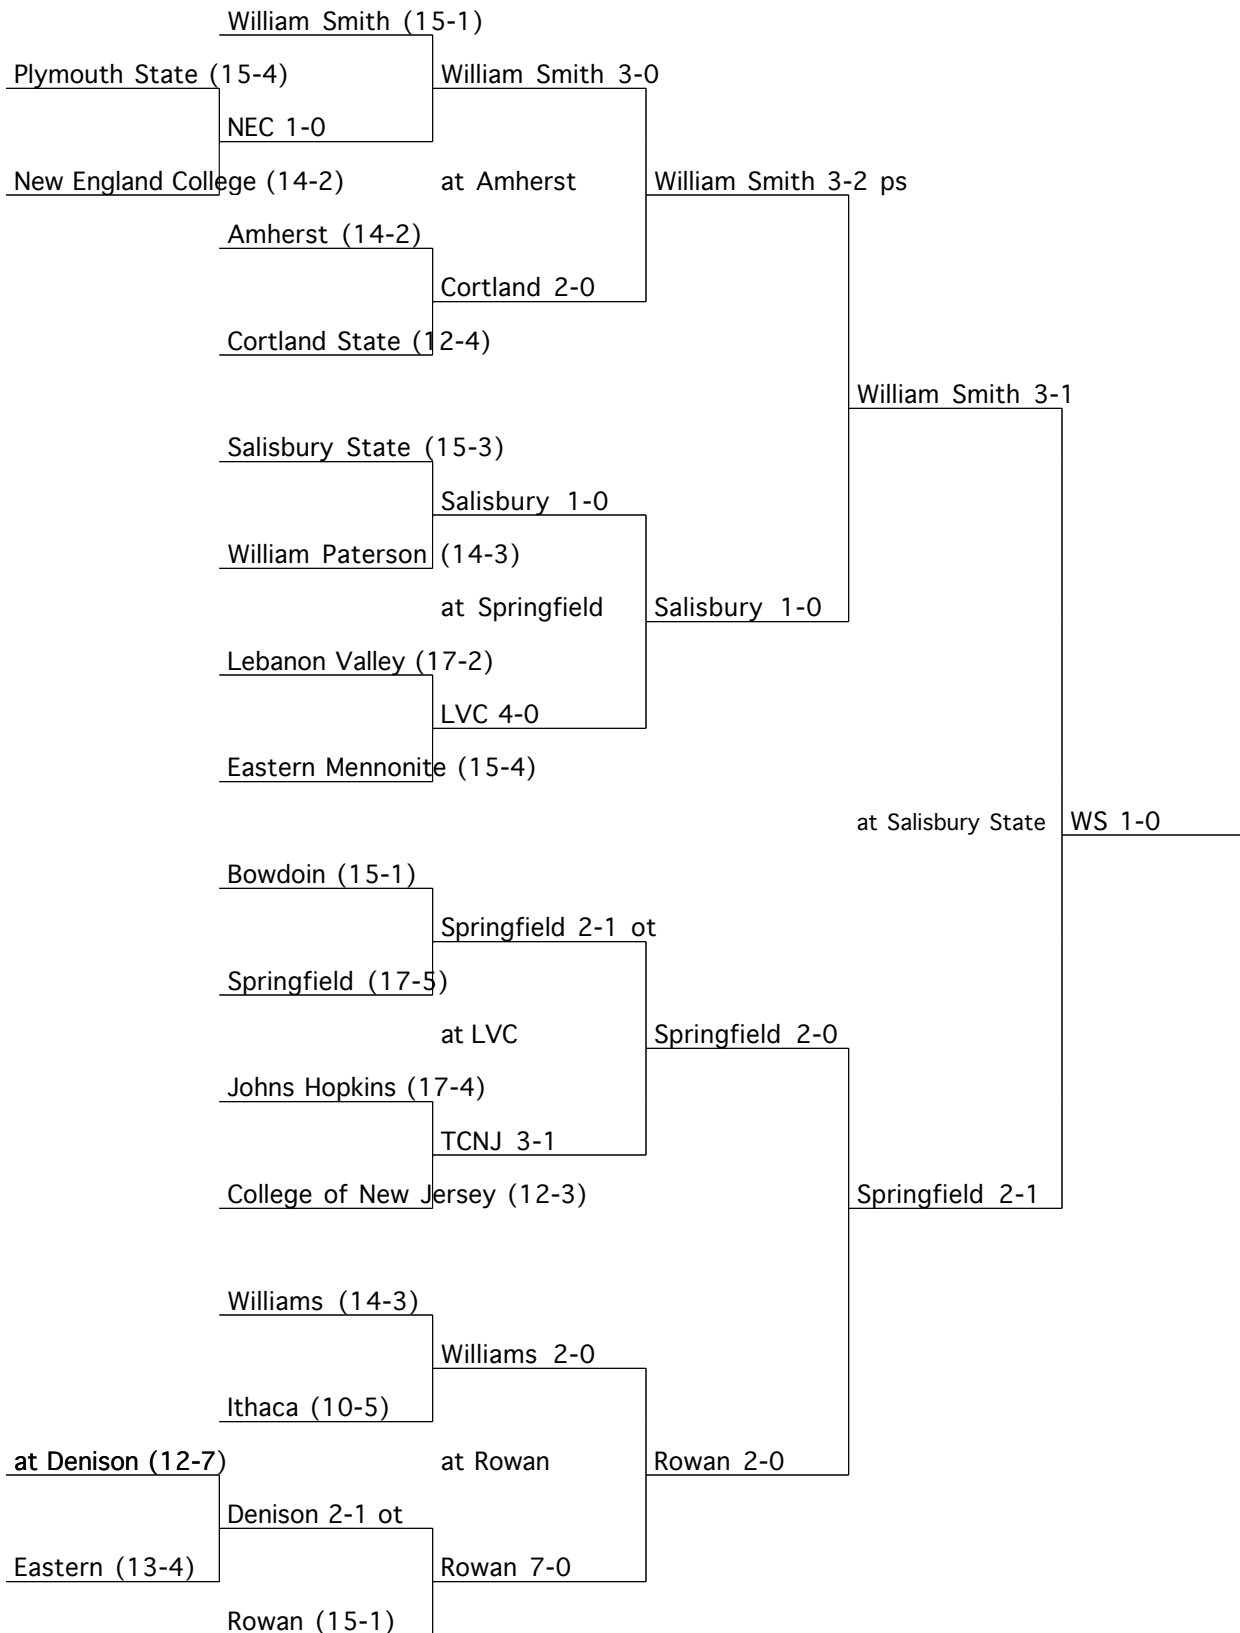 William Smith (15-1)
Plymouth State (15-4)
William Smith 3-0
NEC 1-0
New England College (14-2)
at Amherst
William Smith 3-2 ps
Amherst (14-2)
Cortland 2-0
Cortland State (12-4)
William Smith 3-1
Salisbury State (15-3)
Salisbury 1-0
William Paterson (14-3)
at Springfield
Salisbury 1-0
Lebanon Valley (17-2)
LVC 4-0
Eastern Mennonite (15-4)
at Salisbury State
WS 1-0
Bowdoin (15-1)
Springfield 2-1 ot
Springfield (17-5)
at LVC
Springfield 2-0
Johns Hopkins (17-4)
TCNJ 3-1
College of New Jersey (12-3)
Springfield 2-1
Williams (14-3)
Williams 2-0
Ithaca (10-5)
at Denison (12-7)
at Rowan
Rowan 2-0
Denison 2-1 ot
Eastern (13-4)
Rowan 7-0
Rowan (15-1)